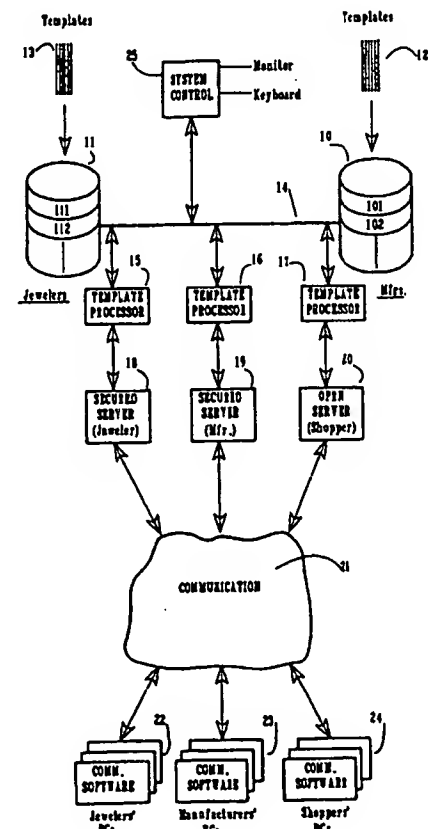 Templates
Templates
13
12
25
SYSTEM
CONTROL
Monitor
Keyboard
11
10
111
112
14
101
102
Jewelers
Mfrs.
15
16
17
TEMPLATE
PROCESSOR
TEMPLATE
PROCESSOR
TEMPLATE
PROCESSOR
18
19
20
SECURED
SERVER
(Jeweler)
SECURED
SERVER
(Mfr.)
OPEN
SERVER
(Shopper)
COMMUNICATION
21
22
23
24
COMM.
SOFTWARE
COMM.
SOFTWARE
COMM.
SOFTWARE
Jewelers'
Manufacturers'
Shoppers'
PCs
PCs
PCs